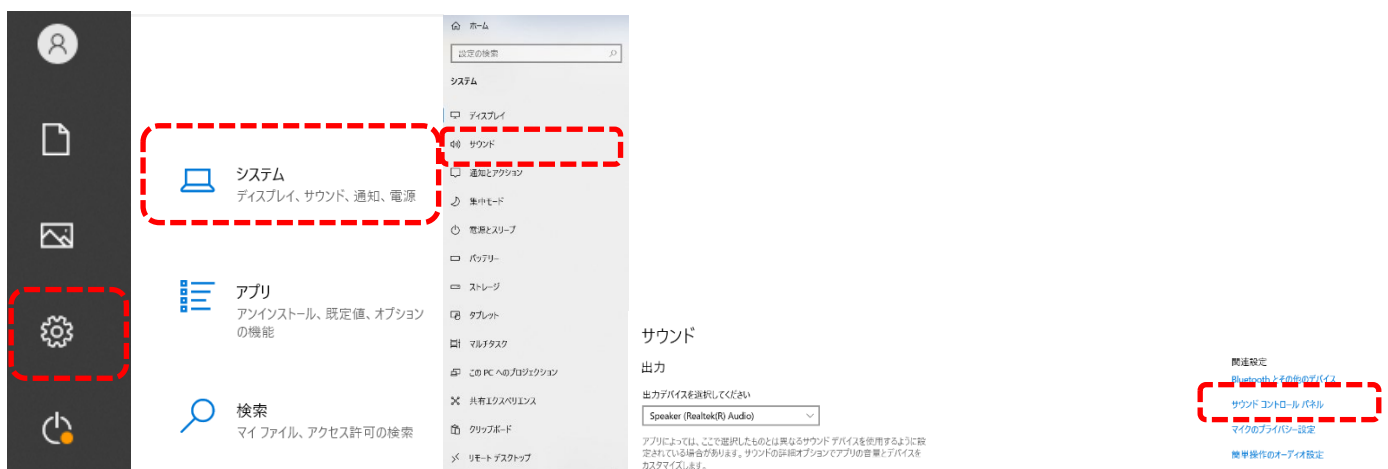 システム
ディスプレイ、サウンド、通知、電源
アプリ
アンインストール、既定値、オプション
の機能
検索
マイ ファイル、アクセス許可の検索
ホーム
設定の検索
システム
ディスプレイ
サウンド
通知とアクション
集中モード
電源とスリープ
バッテリー
ストレージ
タブレット
マルチタスク
この PC へのプロジェクション
共有エクスペリエンス
クリップボード
リモート デスクトップ
サウンド
出力
出力デバイスを選択してください
Speaker (Realtek(R) Audio)
アプリによっては、ここで選択したものとは異なるサウンド デバイスを使用するように設
定されている場合があります。サウンドの詳細オプションでアプリの音量とデバイスを
カスタマイズします。
関連設定
Bluetooth とその他のデバイス
サウンド コントロール パネル
マイクのプライバシー設定
簡単操作のオーディオ設定